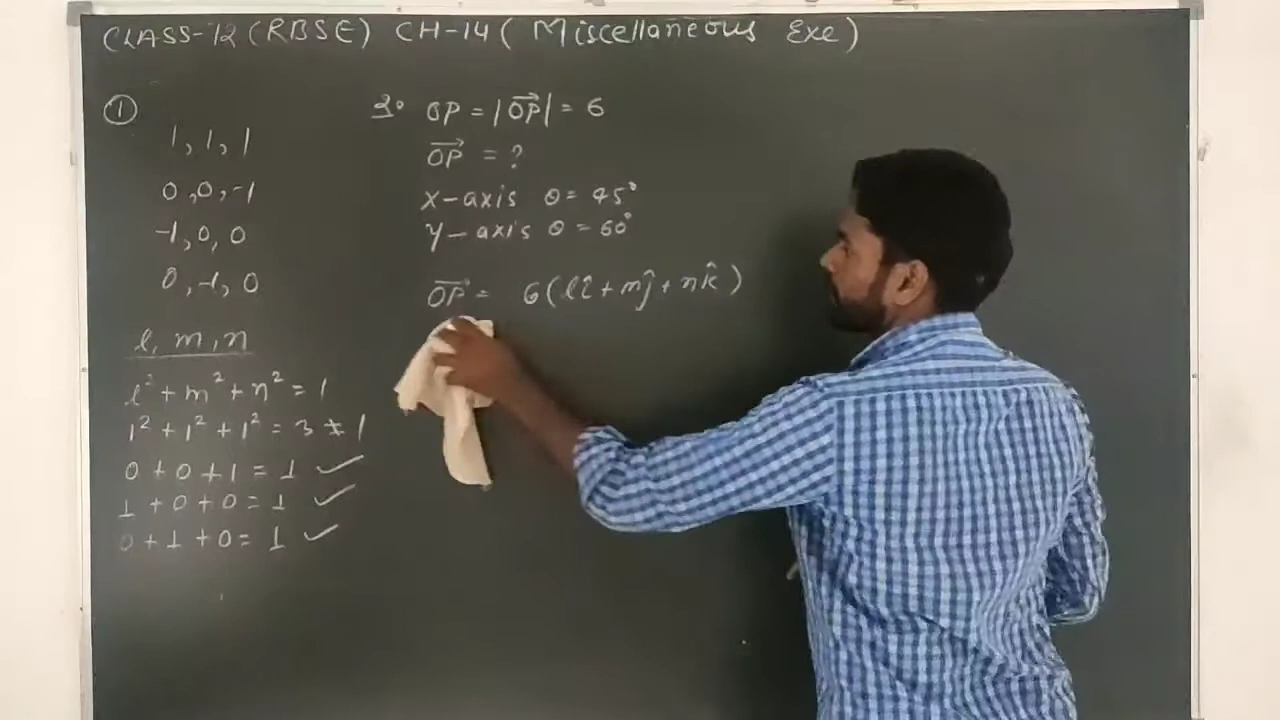 CLASS-12 (RBSE) CH-14 ( Miscellaneous Exe )
①
1, 1, 1
0, 0, -1
-1, 0, 0
0, -1, 0
l, m, n
l² + m² + n² = 1
1² + 1² + 1² = 3 ≠ 1
0 + 0 + 1 = 1 ✓
1 + 0 + 0 = 1 ✓
0 + 1 + 0 = 1 ✓
OP = |OP⃗| = 6
OP⃗ = ?
x-axis θ = 45°
y-axis θ = 60°
OP⃗ = 6(lî + mĵ + nk̂)